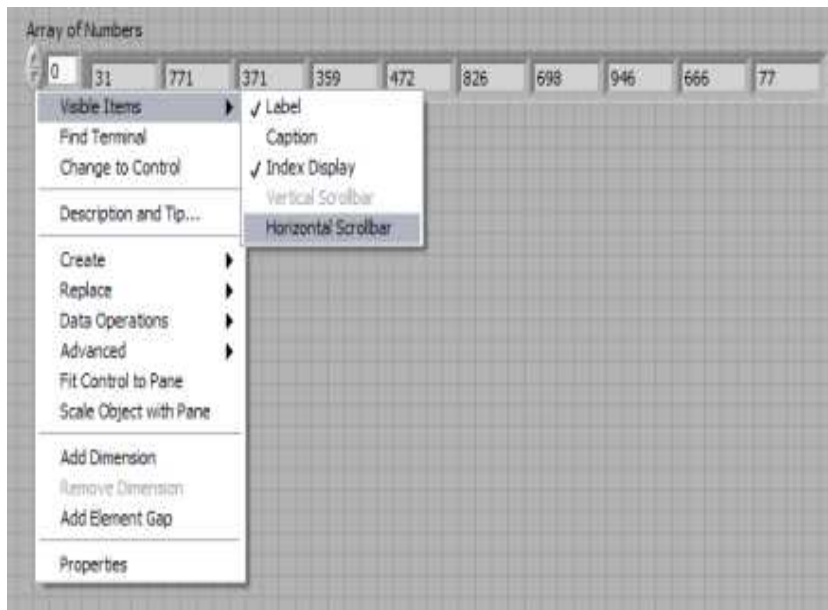 Array of Numbers
0 31 771 371 359 472 826 698 946 666 77
Visible Items
Find Terminal
Change to Control
Description and Tip...
Create
Replace
Data Operations
Advanced
Fit Control to Pane
Scale Object with Pane
Add Dimension
Remove Dimension
Add Element Gap
Properties
Label
Caption
Index Display
Vertical Scrollbar
Horizontal Scrollbar